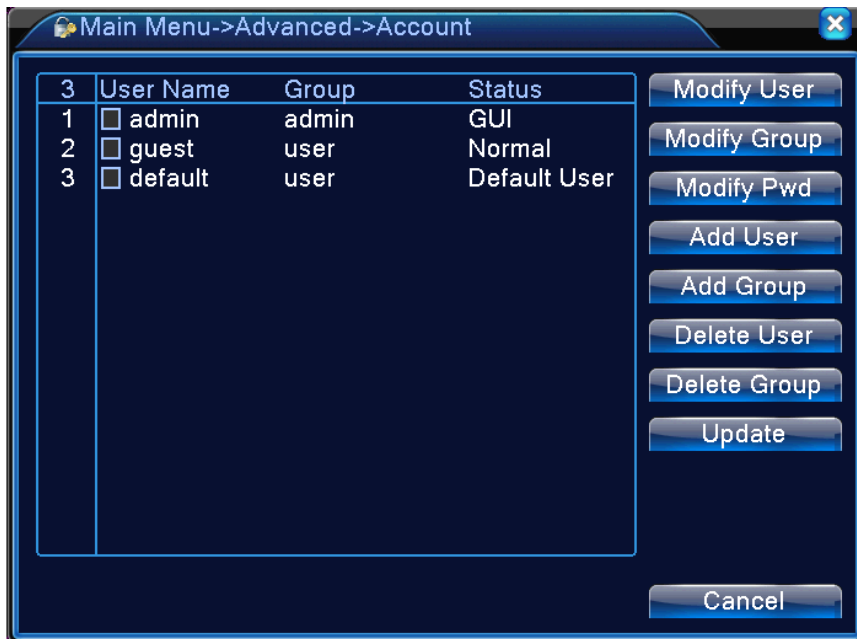 Main Menu->Advanced->Account
3 User Name Group Status
1 admin admin GUI
2 guest user Normal
3 default user Default User
Modify User
Modify Group
Modify Pwd
Add User
Add Group
Delete User
Delete Group
Update
Cancel